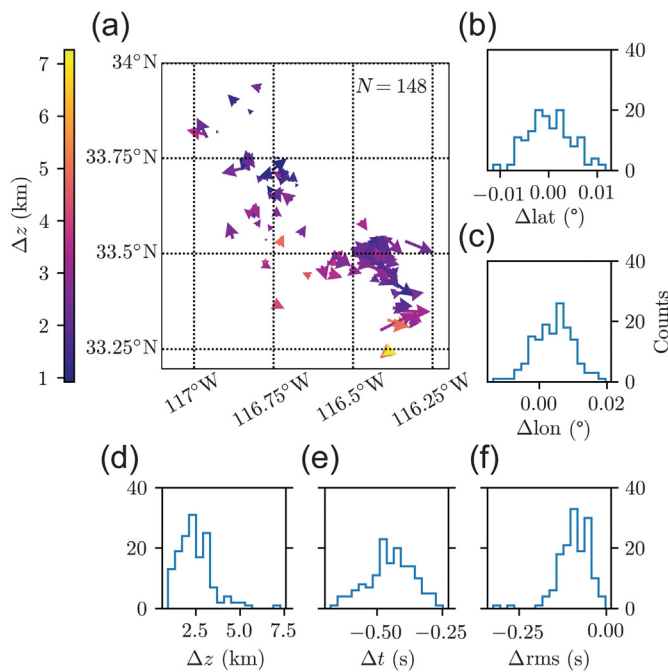 (a)
(b)
7
6
5
4
3
2
1
Δz (km)
34°N
33.75°N
33.5°N
33.25°N
117°W
116.75°W
116.5°W
116.25°W
N = 148
40
20
0
−0.01
0.00
0.01
Δlat (°)
(c)
40
20
0
Counts
0.00
0.02
Δlon (°)
(d)
(e)
(f)
40
20
0
2.5
5.0
7.5
Δz (km)
−0.50
−0.25
Δt (s)
40
20
0
−0.25
0.00
Δrms (s)